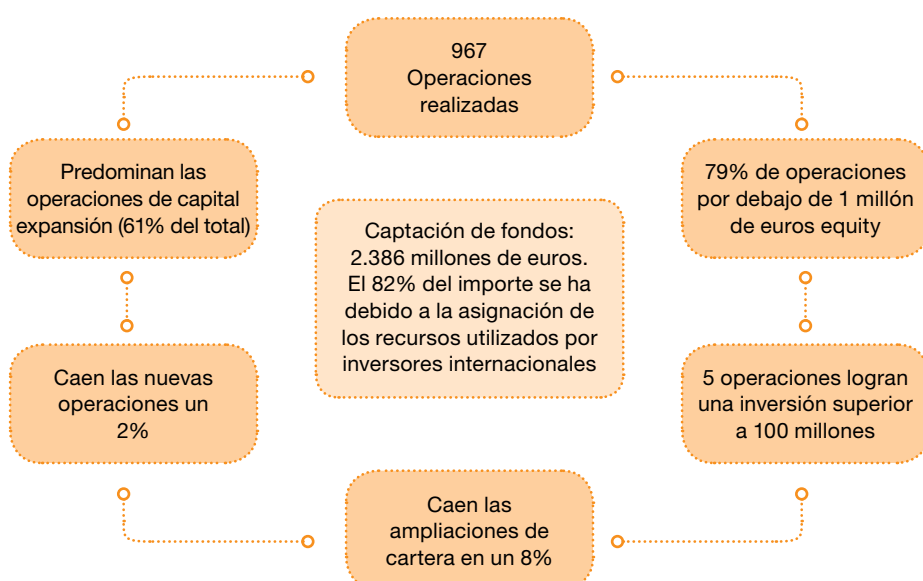 967
Operaciones
realizadas
Predominan las
operaciones de capital
expansión (61% del total)
79% de operaciones
por debajo de 1 millón
de euros equity
Captación de fondos:
2.386 millones de euros.
El 82% del importe se ha
debido a la asignación de
los recursos utilizados por
inversores internacionales
Caen las nuevas
operaciones un
2%
5 operaciones logran
una inversión superior
a 100 millones
Caen las
ampliaciones de
cartera en un 8%